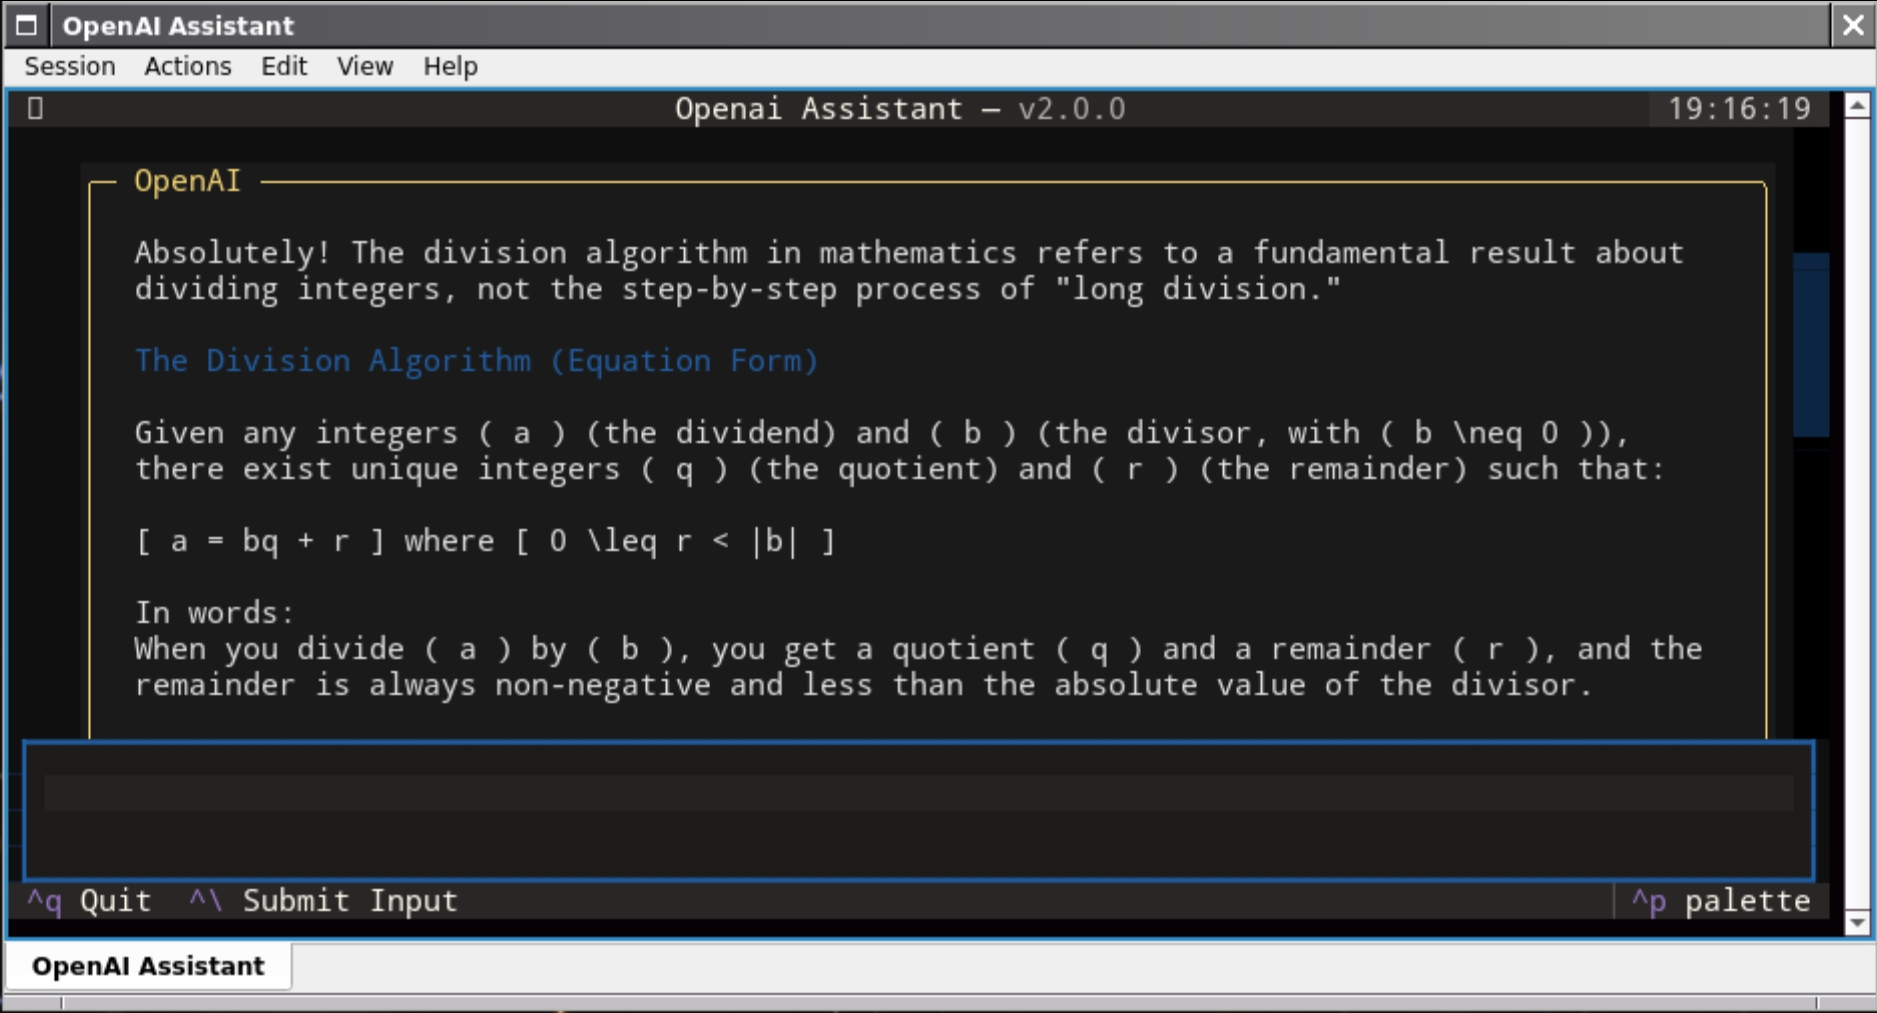 OpenAI Assistant
Session Actions Edit View Help
Openai Assistant — v2.0.0 19:16:19
OpenAI
Absolutely! The division algorithm in mathematics refers to a fundamental result about
dividing integers, not the step-by-step process of "long division."
The Division Algorithm (Equation Form)
Given any integers ( a ) (the dividend) and ( b ) (the divisor, with ( b \neq 0 )),
there exist unique integers ( q ) (the quotient) and ( r ) (the remainder) such that:
[ a = bq + r ] where [ 0 \leq r < |b| ]
In words:
When you divide ( a ) by ( b ), you get a quotient ( q ) and a remainder ( r ), and the
remainder is always non-negative and less than the absolute value of the divisor.
^q Quit ^\ Submit Input ^p palette
OpenAI Assistant